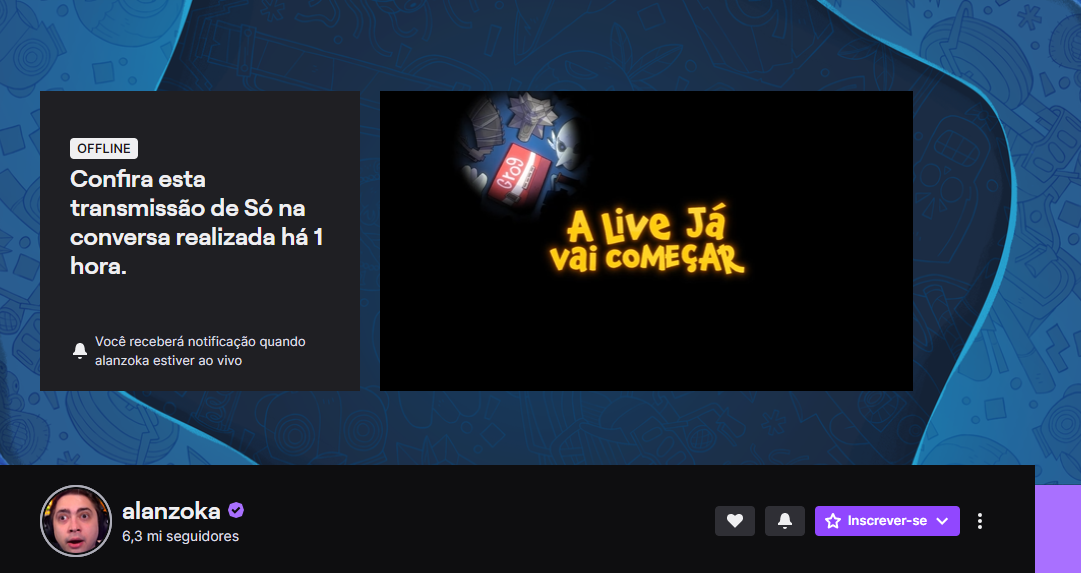 OFFLINE
Confira esta
transmissão de Só na
conversa realizada há 1
hora.
Você receberá notificação quando
alanzoka estiver ao vivo
Grog
A Live Já
vai coMEÇAR
alanzoka
6,3 mi seguidores
Inscrever-se